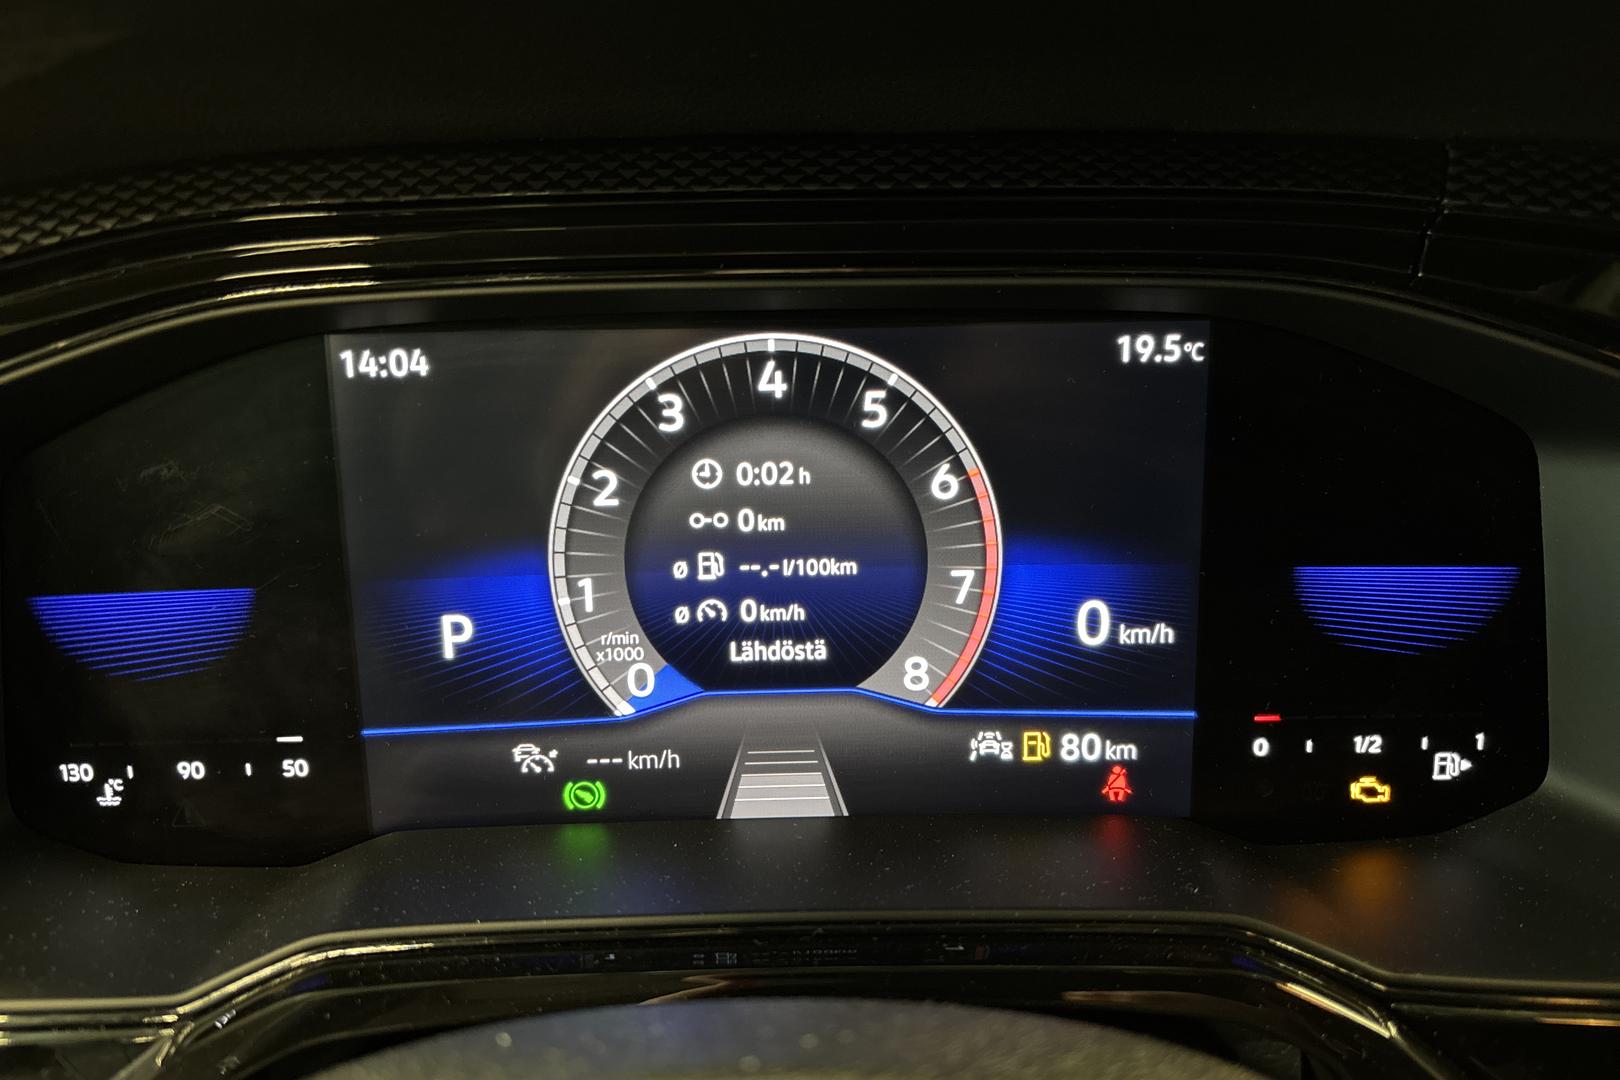 14:04
19.5°C
4
3
5
2
6
1
7
r/min
x1000
0
8
0:02 h
0 km
ø --.- l/100km
ø 0 km/h
Lähdöstä
P
0 km/h
--- km/h
80 km
130 90 50
°C
0 1/2 1